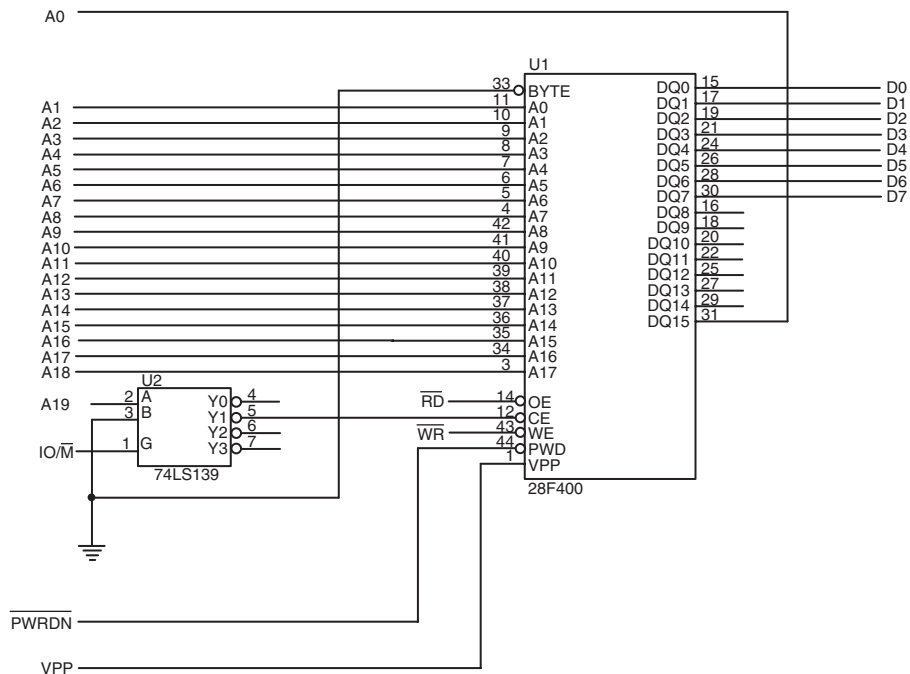 A0
U1
33 BYTE DQ0 15 D0
A1 11 A0 DQ1 17 D1
A2 10 A1 DQ2 19 D2
A3 9 A2 DQ3 21 D3
A4 8 A3 DQ4 24 D4
A5 7 A4 DQ5 26 D5
A6 6 A5 DQ6 28 D6
A7 5 A6 DQ7 30 D7
A8 4 A7 DQ8 16
A9 42 A8 DQ9 18
A10 41 A9 DQ10 20
A11 40 A10 DQ11 22
A12 39 A11 DQ12 25
A13 38 A12 DQ13 27
A14 37 A13 DQ14 29
A15 36 A14 DQ15 31
A16 35 A15
A17 34 A16
A18 3 A17
U2
A19 2 A Y0 4 RD 14 OE
3 B Y1 5 12 CE
Y2 6 WR 43 WE
IO/M 1 G Y3 7 44 PWD
1 VPP
74LS139
28F400
PWRDN
VPP